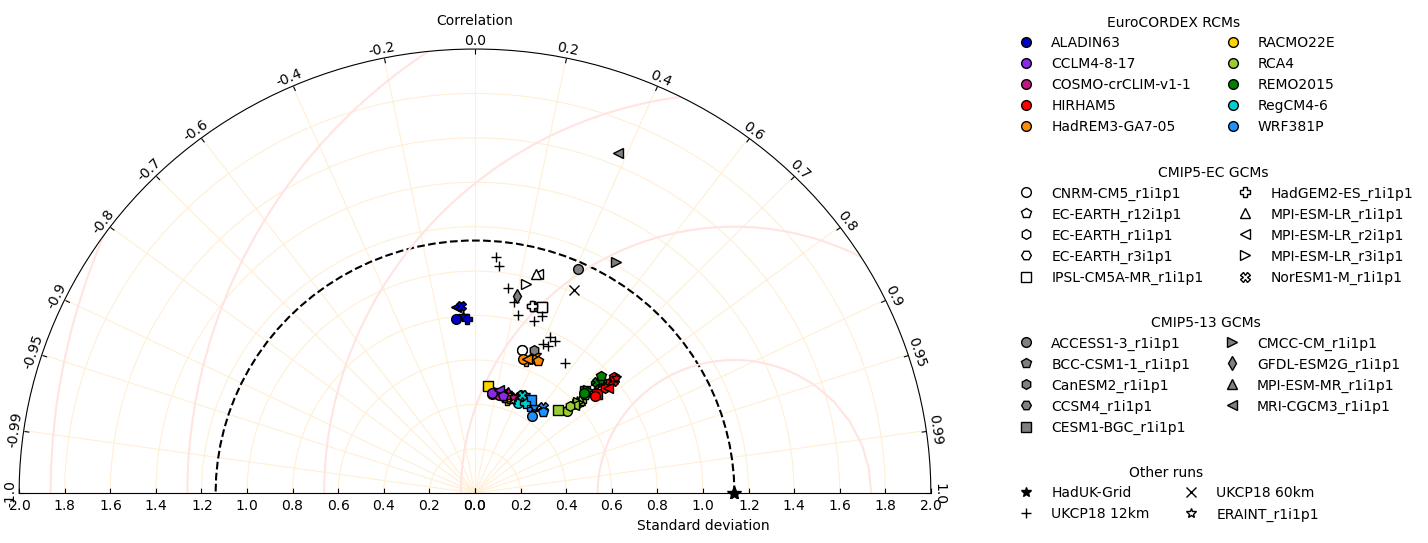 Correlation
-0.99
-0.95
-0.9
-0.8
-0.7
-0.6
-0.4
-0.2
0.0
0.2
0.4
0.6
0.7
0.8
0.9
0.95
0.99
1.0
-1.0
2.0 1.8 1.6 1.4 1.2 1.0 0.8 0.6 0.4 0.2 0.0 0.2 0.4 0.6 0.8 1.0 1.2 1.4 1.6 1.8 2.0
Standard deviation
EuroCORDEX RCMs
ALADIN63 RACMO22E
CCLM4-8-17 RCA4
COSMO-crCLIM-v1-1 REMO2015
HIRHAM5 RegCM4-6
HadREM3-GA7-05 WRF381P
CMIP5-EC GCMs
CNRM-CM5_r1i1p1 HadGEM2-ES_r1i1p1
EC-EARTH_r12i1p1 MPI-ESM-LR_r1i1p1
EC-EARTH_r1i1p1 MPI-ESM-LR_r2i1p1
EC-EARTH_r3i1p1 MPI-ESM-LR_r3i1p1
IPSL-CM5A-MR_r1i1p1 NorESM1-M_r1i1p1
CMIP5-13 GCMs
ACCESS1-3_r1i1p1 CMCC-CM_r1i1p1
BCC-CSM1-1_r1i1p1 GFDL-ESM2G_r1i1p1
CanESM2_r1i1p1 MPI-ESM-MR_r1i1p1
CCSM4_r1i1p1 MRI-CGCM3_r1i1p1
CESM1-BGC_r1i1p1
Other runs
HadUK-Grid UKCP18 60km
UKCP18 12km ERAINT_r1i1p1